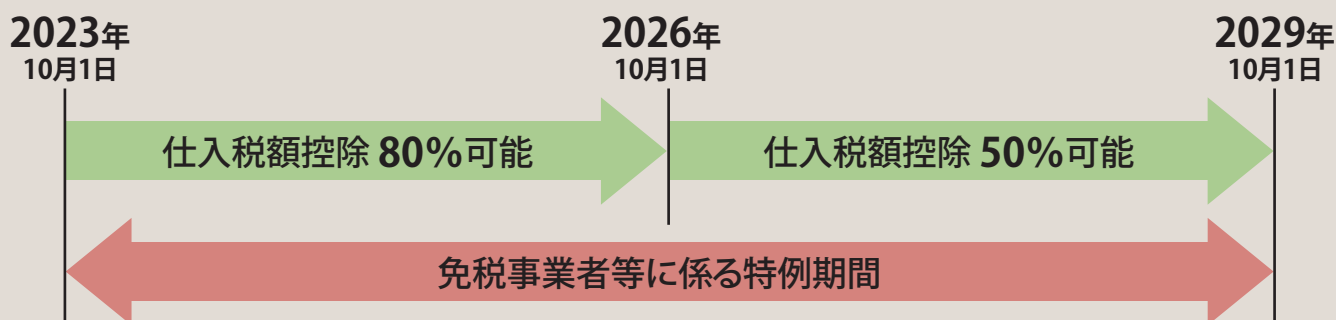 2023年
10月1日
2026年
10月1日
2029年
10月1日
仕入税額控除 80%可能
仕入税額控除 50%可能
免税事業者等に係る特例期間